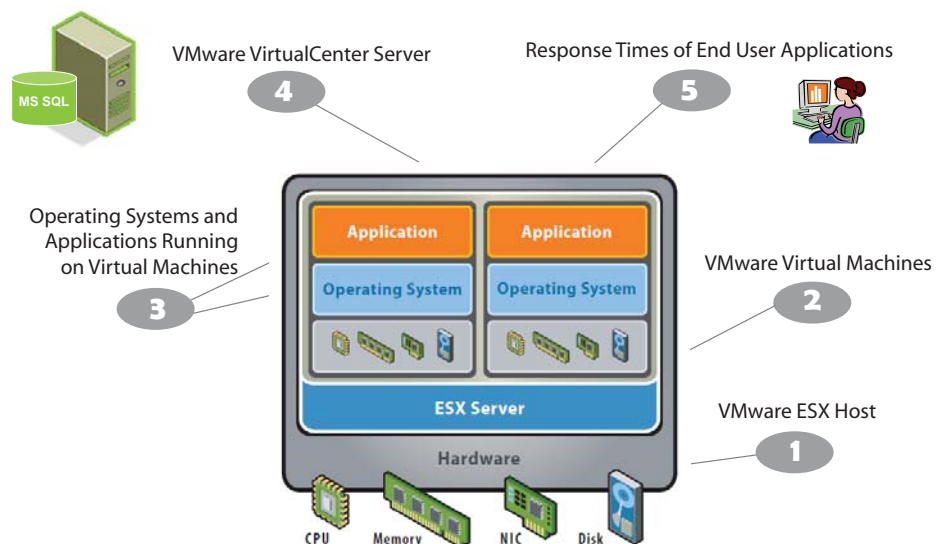 VMware VirtualCenter Server
4
Response Times of End User Applications
5
MS SQL
Operating Systems and
Applications Running
on Virtual Machines
3
Application
Application
Operating System
Operating System
VMware Virtual Machines
2
ESX Server
VMware ESX Host
1
Hardware
CPU
Memory
NIC
Disk